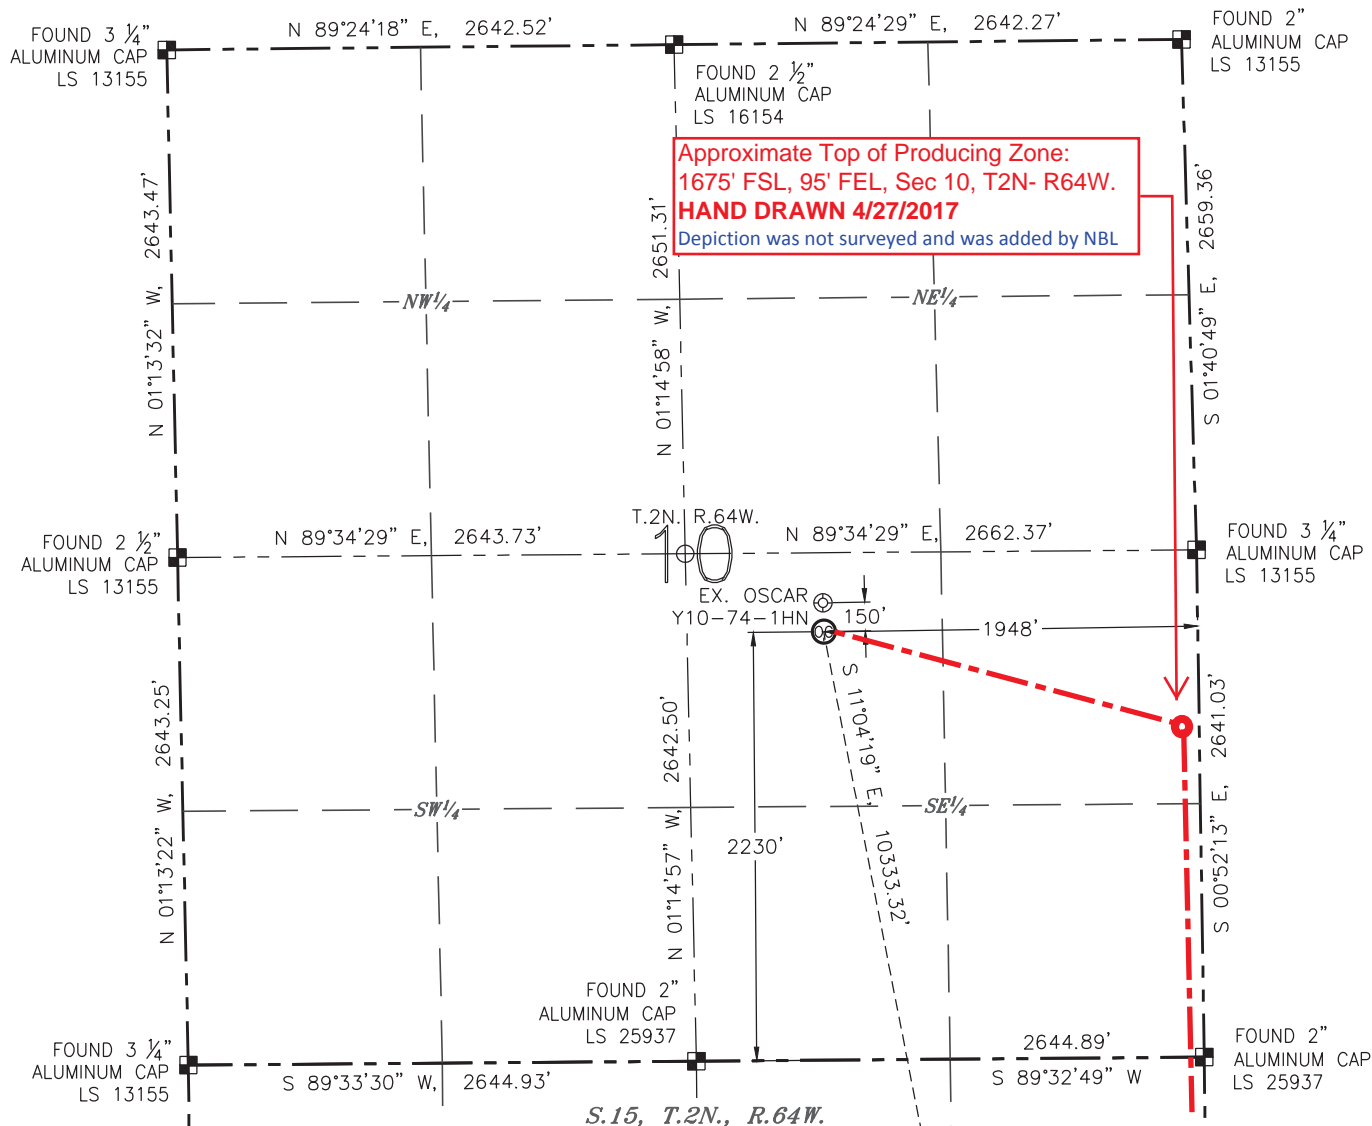 N 89°24'18" E, 2642.52'
N 89°24'29" E, 2642.27'
FOUND 3 ¼"
ALUMINUM CAP
LS 13155
FOUND 2 ½"
ALUMINUM CAP
LS 16154
FOUND 2"
ALUMINUM CAP
LS 13155
Approximate Top of Producing Zone:
1675' FSL, 95' FEL, Sec 10, T2N- R64W.
HAND DRAWN 4/27/2017
Depiction was not surveyed and was added by NBL
N 01°13'32" W, 2643.47'
N 01°14'58" W, 2651.31'
S 01°40'49" E, 2659.36'
NW¼
NE¼
T.2N. R.64W.
10
N 89°34'29" E, 2643.73'
N 89°34'29" E, 2662.37'
FOUND 2 ½"
ALUMINUM CAP
LS 13155
FOUND 3 ¼"
ALUMINUM CAP
LS 13155
EX. OSCAR
Y10-74-1HN
150'
1948'
N 01°13'22" W, 2643.25'
N 01°14'57" W, 2642.50'
S 11°04'19" E, 10333.32'
S 00°52'13" E, 2641.03'
SW¼
SE¼
2230'
FOUND 2"
ALUMINUM CAP
LS 25937
FOUND 3 ¼"
ALUMINUM CAP
LS 13155
S 89°33'30" W, 2644.93'
2644.89'
S 89°32'49" W
FOUND 2"
ALUMINUM CAP
LS 25937
S.15, T.2N., R.64W.